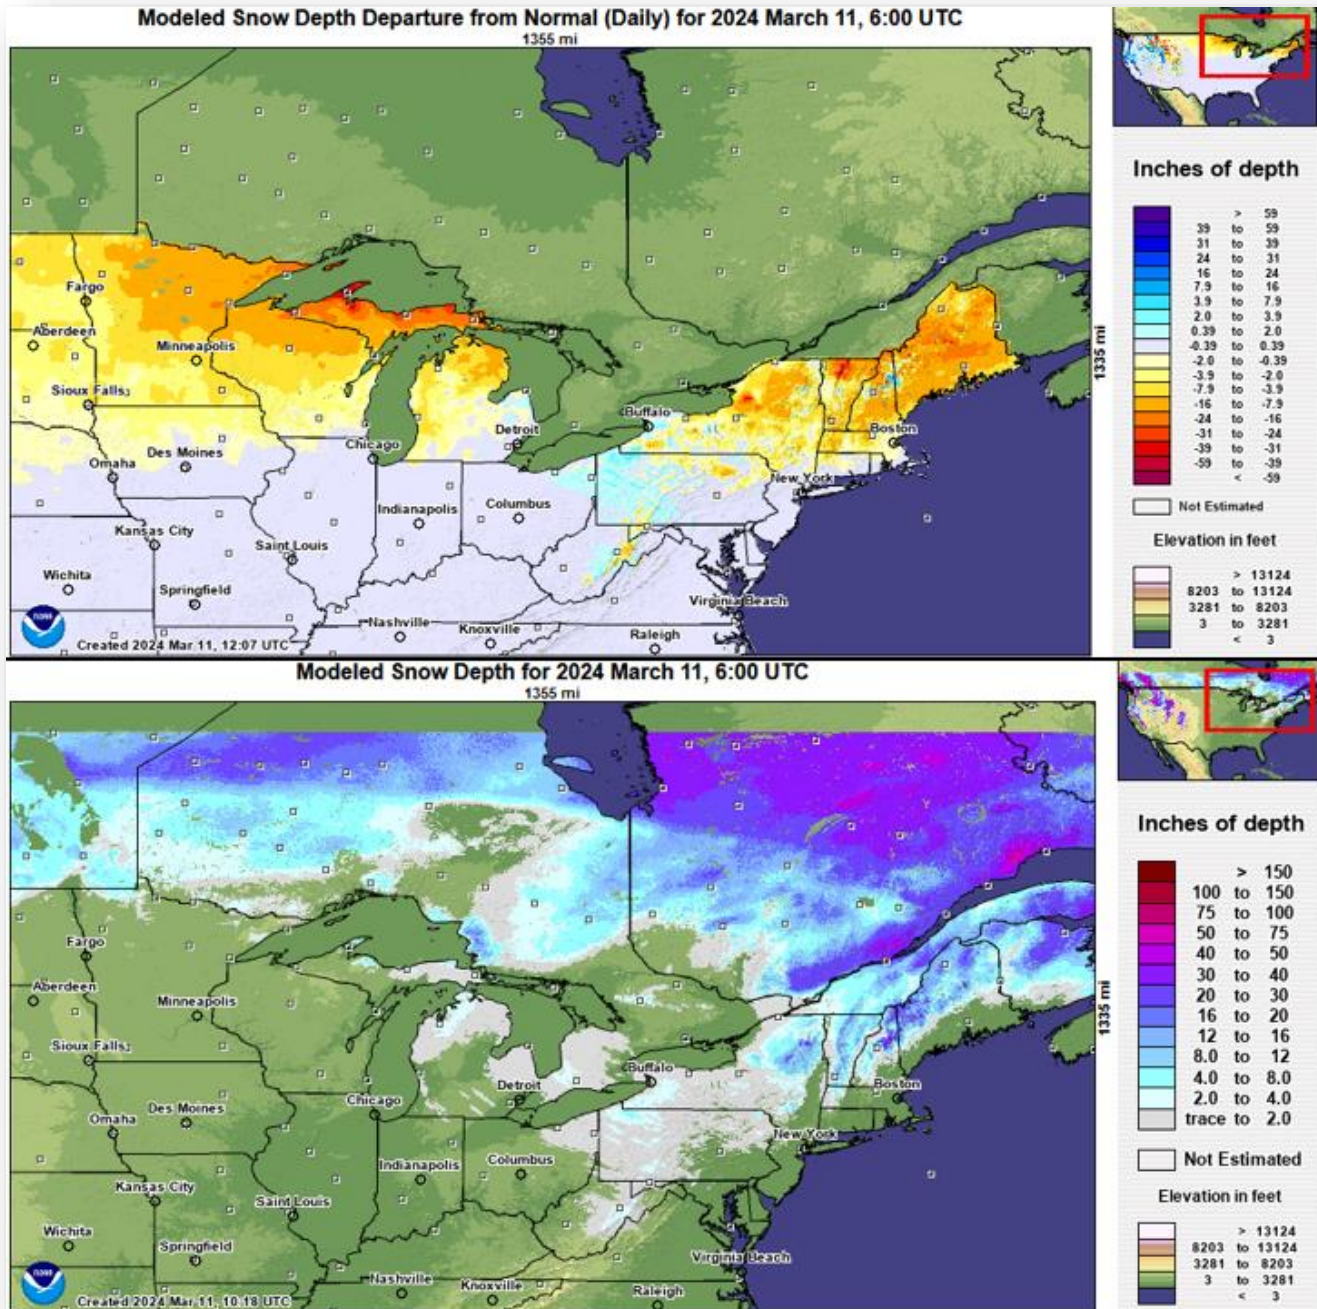 Modeled Snow Depth Departure from Normal (Daily) for 2024 March 11, 6:00 UTC
1355 mi
1335 mi
Fargo
Aberdeen
Minneapolis
Sioux Falls
Buffalo
Detroit
Boston
Chicago
Des Moines
Omaha
New York
Columbus
Indianapolis
Kansas City
Saint Louis
Wichita
Springfield
Virginia Beach
Nashville
Knoxville
Raleigh
noaa
Created 2024 Mar 11, 12:07 UTC
Inches of depth
> 59
39 to 59
31 to 39
24 to 31
16 to 24
7.9 to 16
3.9 to 7.9
2.0 to 3.9
0.39 to 2.0
-0.39 to 0.39
-2.0 to -0.39
-3.9 to -2.0
-7.9 to -3.9
-16 to -7.9
-24 to -16
-31 to -24
-39 to -31
-59 to -39
< -59
Not Estimated
Elevation in feet
> 13124
8203 to 13124
3281 to 8203
3 to 3281
< 3
Modeled Snow Depth for 2024 March 11, 6:00 UTC
1355 mi
1335 mi
Fargo
Aberdeen
Minneapolis
Sioux Falls
Buffalo
Detroit
Boston
Chicago
Des Moines
Omaha
New York
Columbus
Indianapolis
Kansas City
Saint Louis
Wichita
Springfield
Virginia Beach
Nashville
Knoxville
Raleigh
noaa
Created 2024 Mar 11, 10:18 UTC
Inches of depth
> 150
100 to 150
75 to 100
50 to 75
40 to 50
30 to 40
20 to 30
16 to 20
12 to 16
8.0 to 12
4.0 to 8.0
2.0 to 4.0
trace to 2.0
Not Estimated
Elevation in feet
> 13124
8203 to 13124
3281 to 8203
3 to 3281
< 3